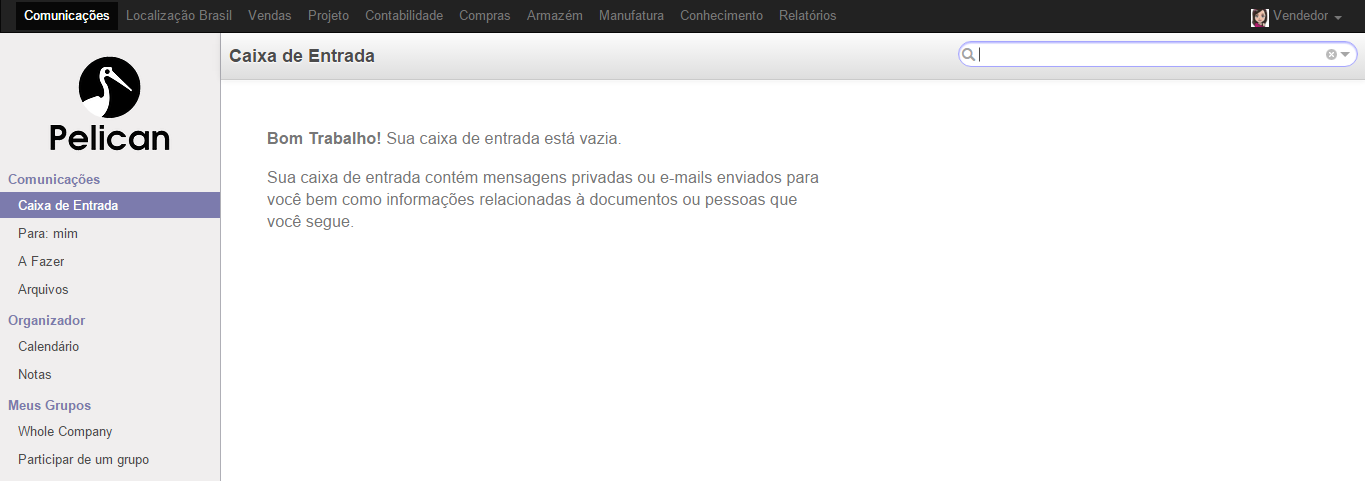 Comunicações Localização Brasil Vendas Projeto Contabilidade Compras Armazém Manufatura Conhecimento Relatórios Vendedor
Pelican
Comunicações
Caixa de Entrada
Para: mim
A Fazer
Arquivos
Organizador
Calendário
Notas
Meus Grupos
Whole Company
Participar de um grupo
Caixa de Entrada
Bom Trabalho! Sua caixa de entrada está vazia.
Sua caixa de entrada contém mensagens privadas ou e-mails enviados para
você bem como informações relacionadas à documentos ou pessoas que
você segue.